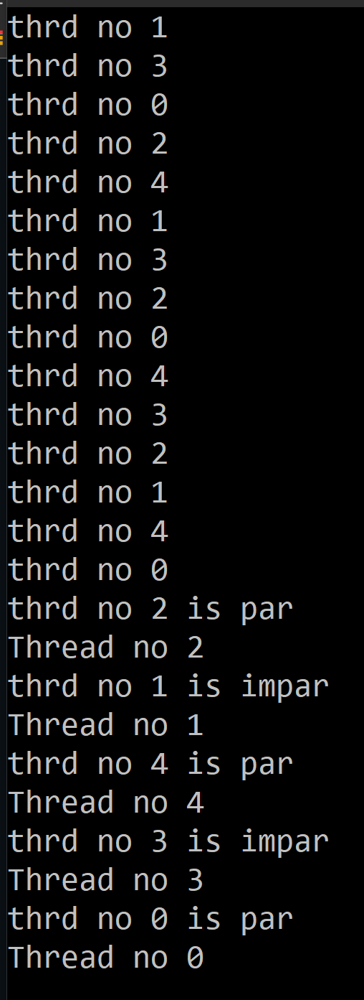 thrd no 1
thrd no 3
thrd no 0
thrd no 2
thrd no 4
thrd no 1
thrd no 3
thrd no 2
thrd no 0
thrd no 4
thrd no 3
thrd no 2
thrd no 1
thrd no 4
thrd no 0
thrd no 2 is par
Thread no 2
thrd no 1 is impar
Thread no 1
thrd no 4 is par
Thread no 4
thrd no 3 is impar
Thread no 3
thrd no 0 is par
Thread no 0